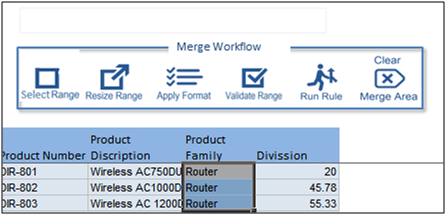 Merge Workflow
Clear
Select Range Resize Range Apply Format Validate Range Run Rule Merge Area
Product Product
Product Number Discription Family Divission
DIR-801 Wireless AC750DU Router 20
DIR-802 Wireless AC1000D Router 45.78
DIR-803 Wireless AC 1200D Router 55.33